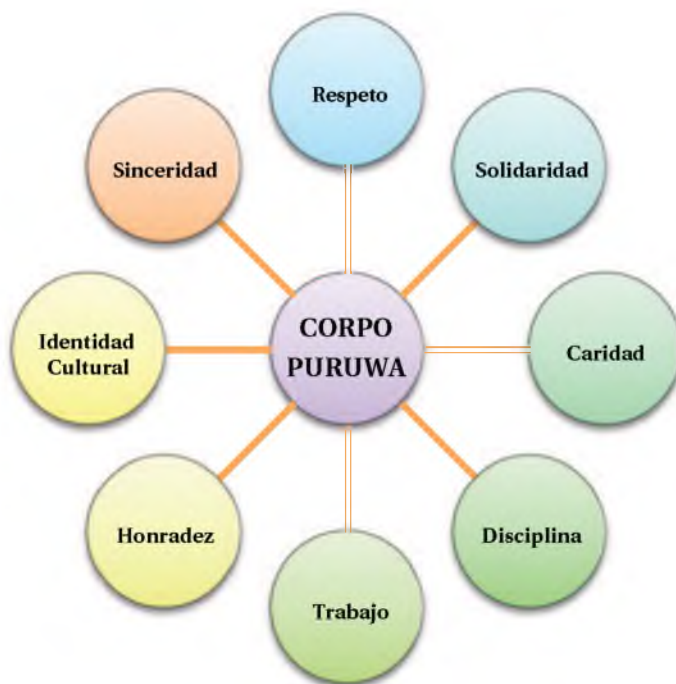 Respeto
Sinceridad
Solidaridad
CORPO
PURUWA
Identidad
Cultural
Caridad
Honradez
Disciplina
Trabajo